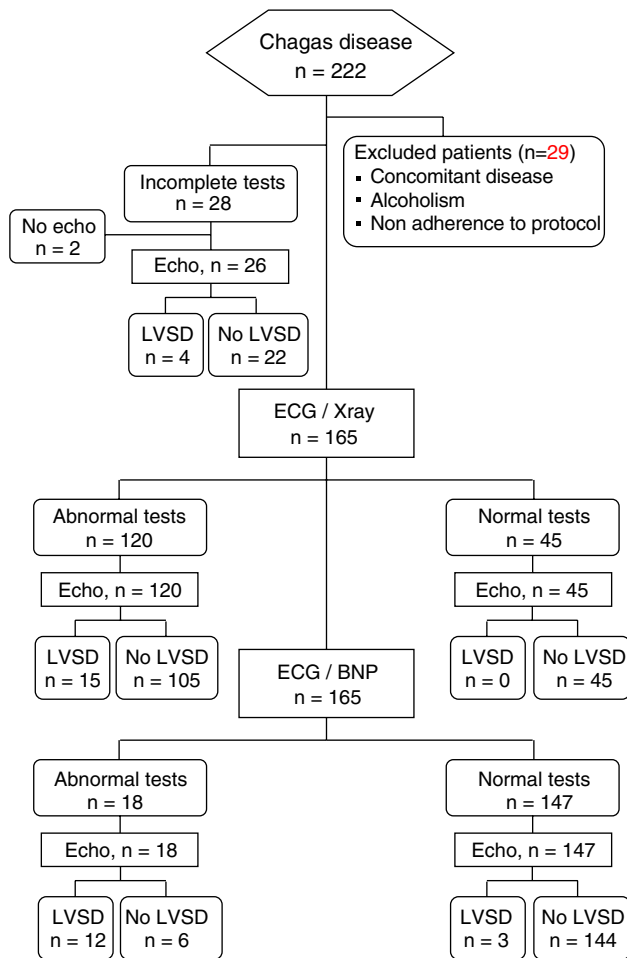 Chagas disease
n = 222
Excluded patients (n=29)
▪ Concomitant disease
▪ Alcoholism
▪ Non adherence to protocol
Incomplete tests
n = 28
No echo
n = 2
Echo, n = 26
LVSD
n = 4
No LVSD
n = 22
ECG / Xray
n = 165
Abnormal tests
n = 120
Echo, n = 120
LVSD
n = 15
No LVSD
n = 105
Normal tests
n = 45
Echo, n = 45
LVSD
n = 0
No LVSD
n = 45
ECG / BNP
n = 165
Abnormal tests
n = 18
Echo, n = 18
LVSD
n = 12
No LVSD
n = 6
Normal tests
n = 147
Echo, n = 147
LVSD
n = 3
No LVSD
n = 144